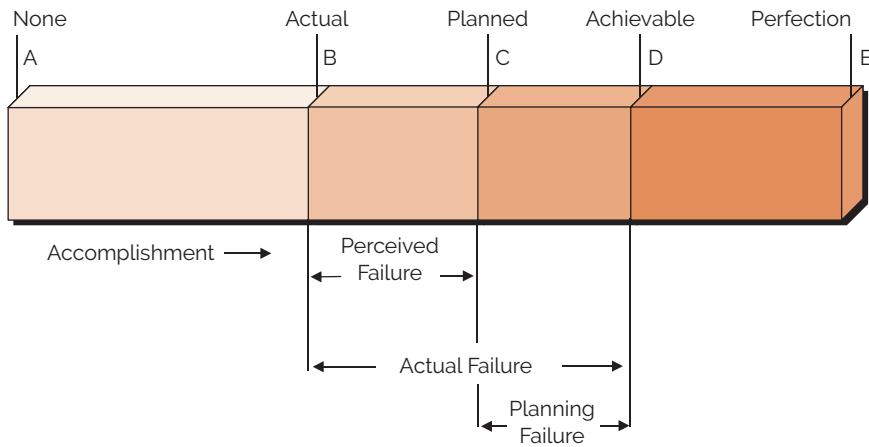 None Actual Planned Achievable Perfection
A B C D E
Accomplishment
Perceived
Failure
Actual Failure
Planning
Failure